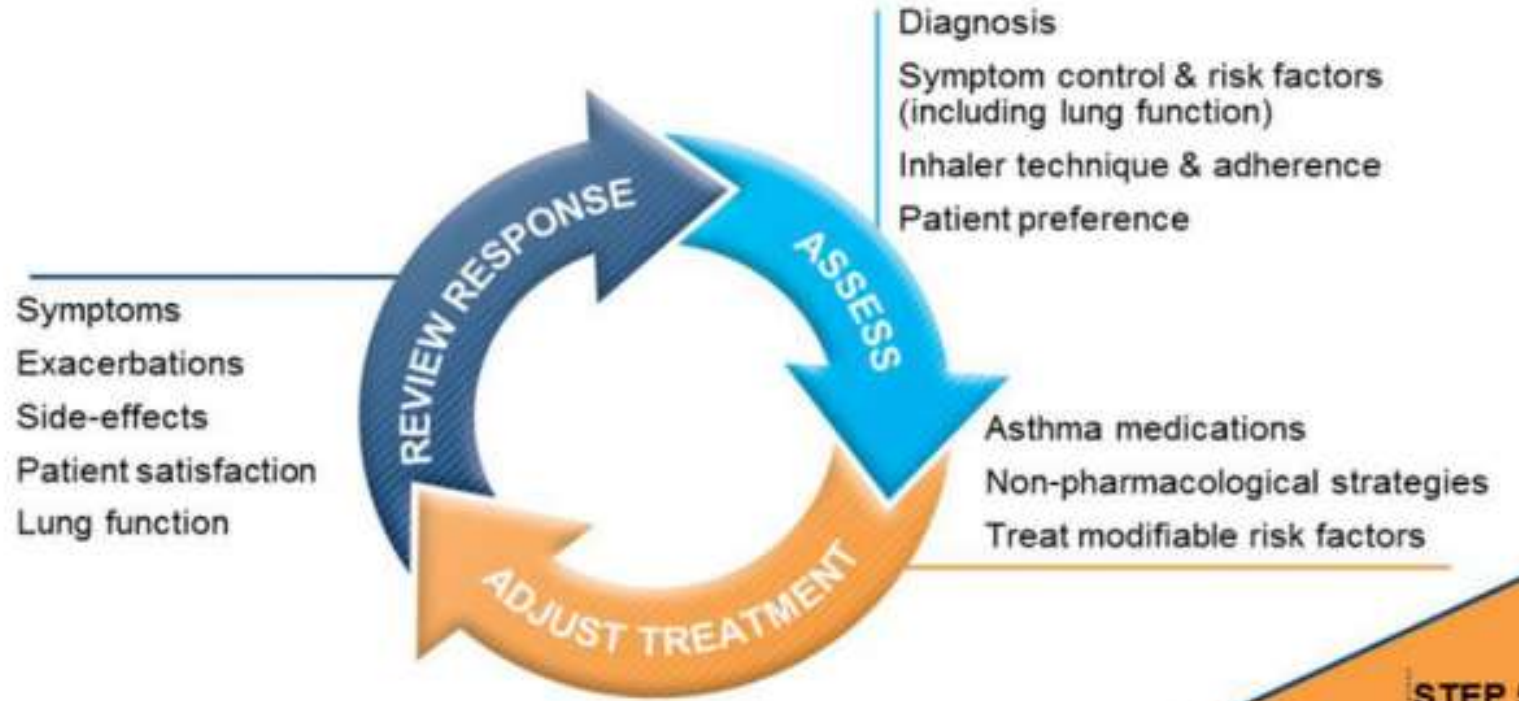 Diagnosis
Symptom control & risk factors
(including lung function)
Inhaler technique & adherence
Patient preference
REVIEW RESPONSE
ASSESS
Symptoms
Exacerbations
Side-effects
Patient satisfaction
Lung function
Asthma medications
Non-pharmacological strategies
Treat modifiable risk factors
ADJUST TREATMENT
STEP